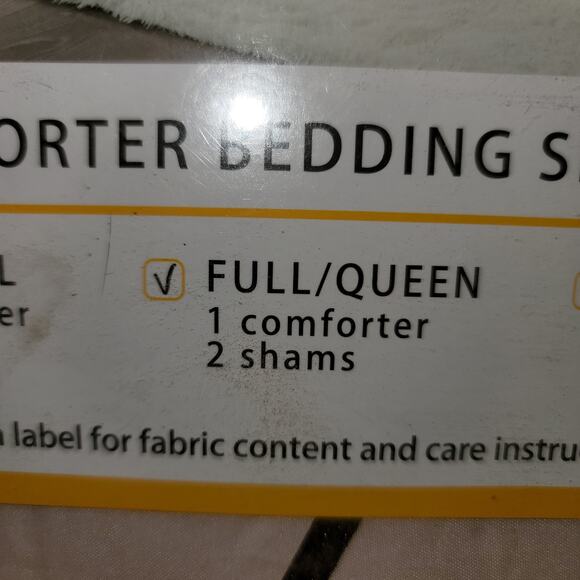 ORTER BEDDING S
L
er
√ FULL/QUEEN
1 comforter
2 shams
label for fabric content and care instru